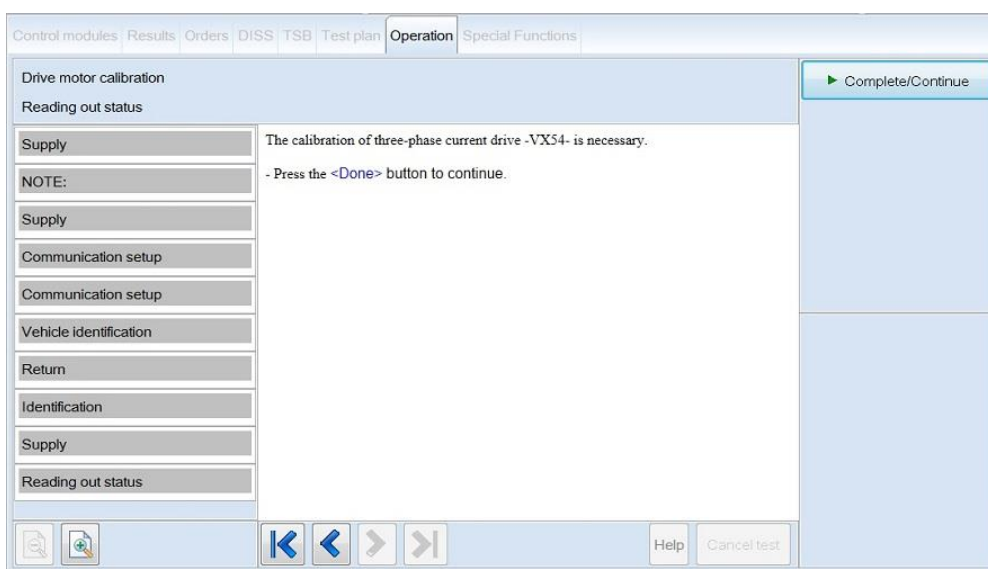 Control modules Results Orders DISS TSB Test plan Operation Special Functions
Drive motor calibration
Reading out status
Complete/Continue
Supply
NOTE:
Supply
Communication setup
Communication setup
Vehicle identification
Return
Identification
Supply
Reading out status
The calibration of three-phase current drive -VX54- is necessary.
- Press the <Done> button to continue.
Help
Cancel test